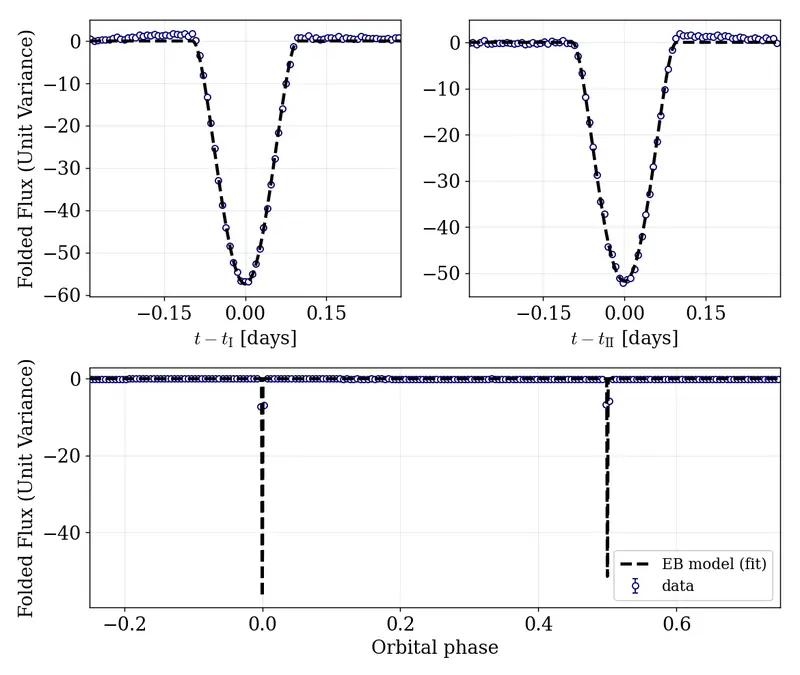 Folded Flux (Unit Variance)
0
−10
−20
−30
−40
−50
−60
−0.15 0.00 0.15
t − tI [days]
0
−10
−20
−30
−40
−50
−0.15 0.00 0.15
t − tII [days]
Folded Flux (Unit Variance)
0
−20
−40
−0.2 0.0 0.2 0.4 0.6
Orbital phase
EB model (fit)
data